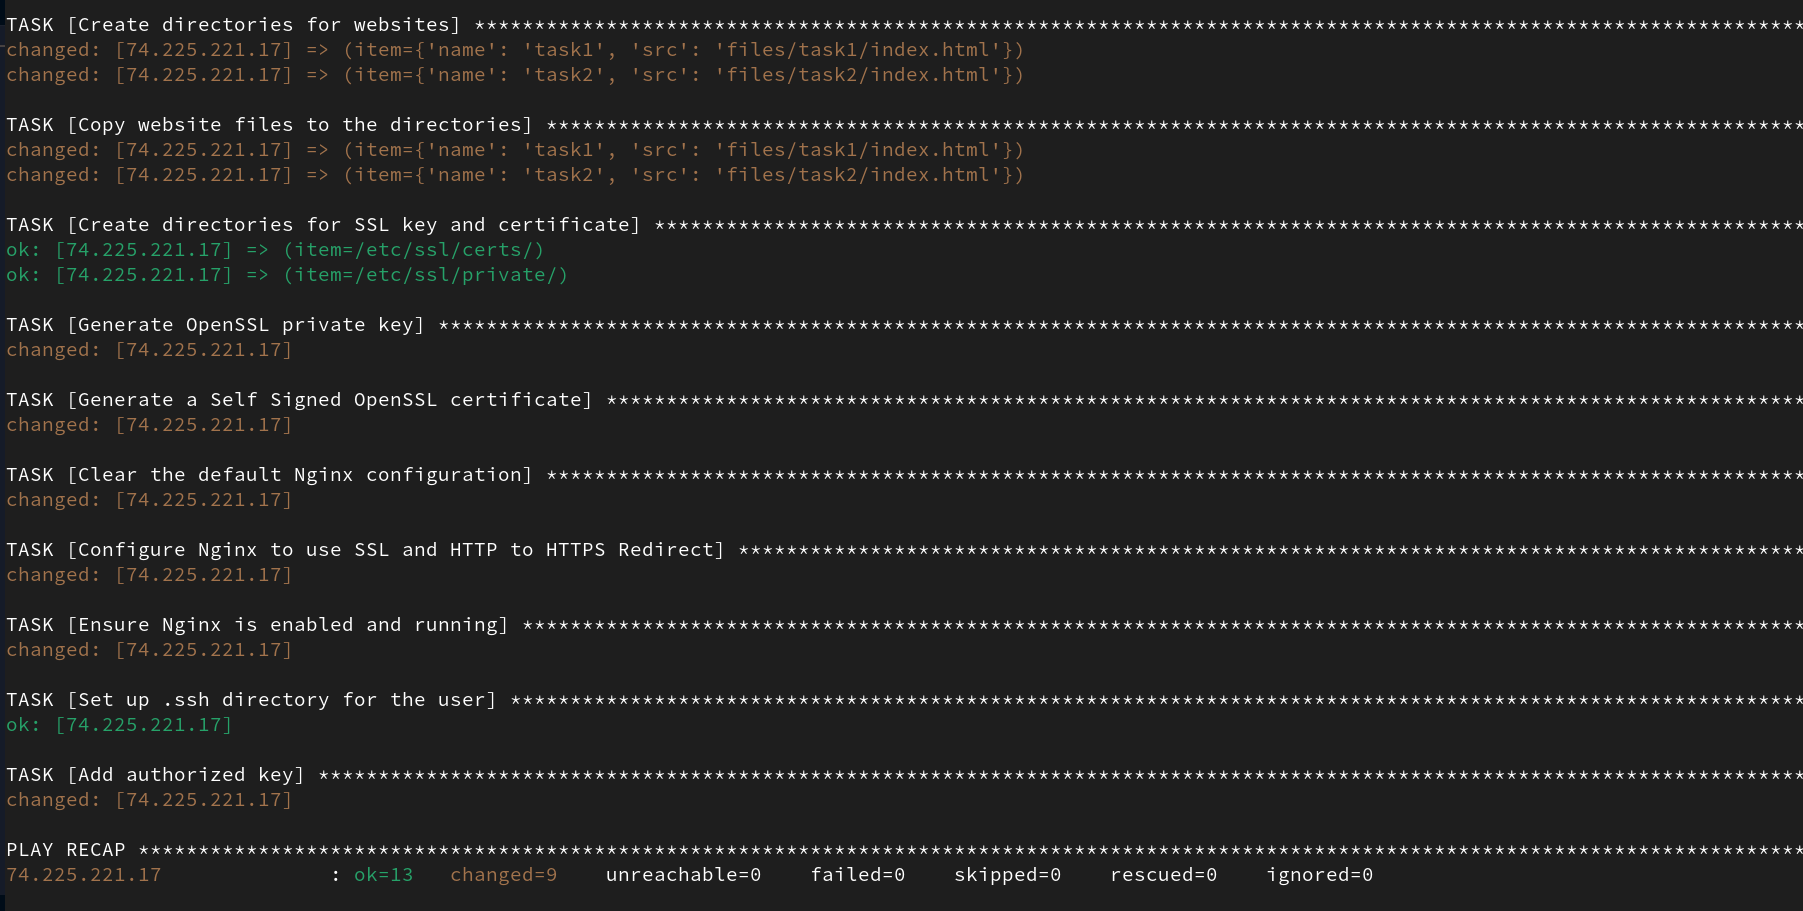 TASK [Create directories for websites] ***************************************************************************************************************
changed: [74.225.221.17] => (item={'name': 'task1', 'src': 'files/task1/index.html'})
changed: [74.225.221.17] => (item={'name': 'task2', 'src': 'files/task2/index.html'})
TASK [Copy website files to the directories] *********************************************************************************************************
changed: [74.225.221.17] => (item={'name': 'task1', 'src': 'files/task1/index.html'})
changed: [74.225.221.17] => (item={'name': 'task2', 'src': 'files/task2/index.html'})
TASK [Create directories for SSL key and certificate] ************************************************************************************************
ok: [74.225.221.17] => (item=/etc/ssl/certs/)
ok: [74.225.221.17] => (item=/etc/ssl/private/)
TASK [Generate OpenSSL private key] ******************************************************************************************************************
changed: [74.225.221.17]
TASK [Generate a Self Signed OpenSSL certificate] ****************************************************************************************************
changed: [74.225.221.17]
TASK [Clear the default Nginx configuration] *********************************************************************************************************
changed: [74.225.221.17]
TASK [Configure Nginx to use SSL and HTTP to HTTPS Redirect] *****************************************************************************************
changed: [74.225.221.17]
TASK [Ensure Nginx is enabled and running] ***********************************************************************************************************
changed: [74.225.221.17]
TASK [Set up .ssh directory for the user] ************************************************************************************************************
ok: [74.225.221.17]
TASK [Add authorized key] ****************************************************************************************************************************
changed: [74.225.221.17]
PLAY RECAP *******************************************************************************************************************************************
74.225.221.17 : ok=13 changed=9 unreachable=0 failed=0 skipped=0 rescued=0 ignored=0